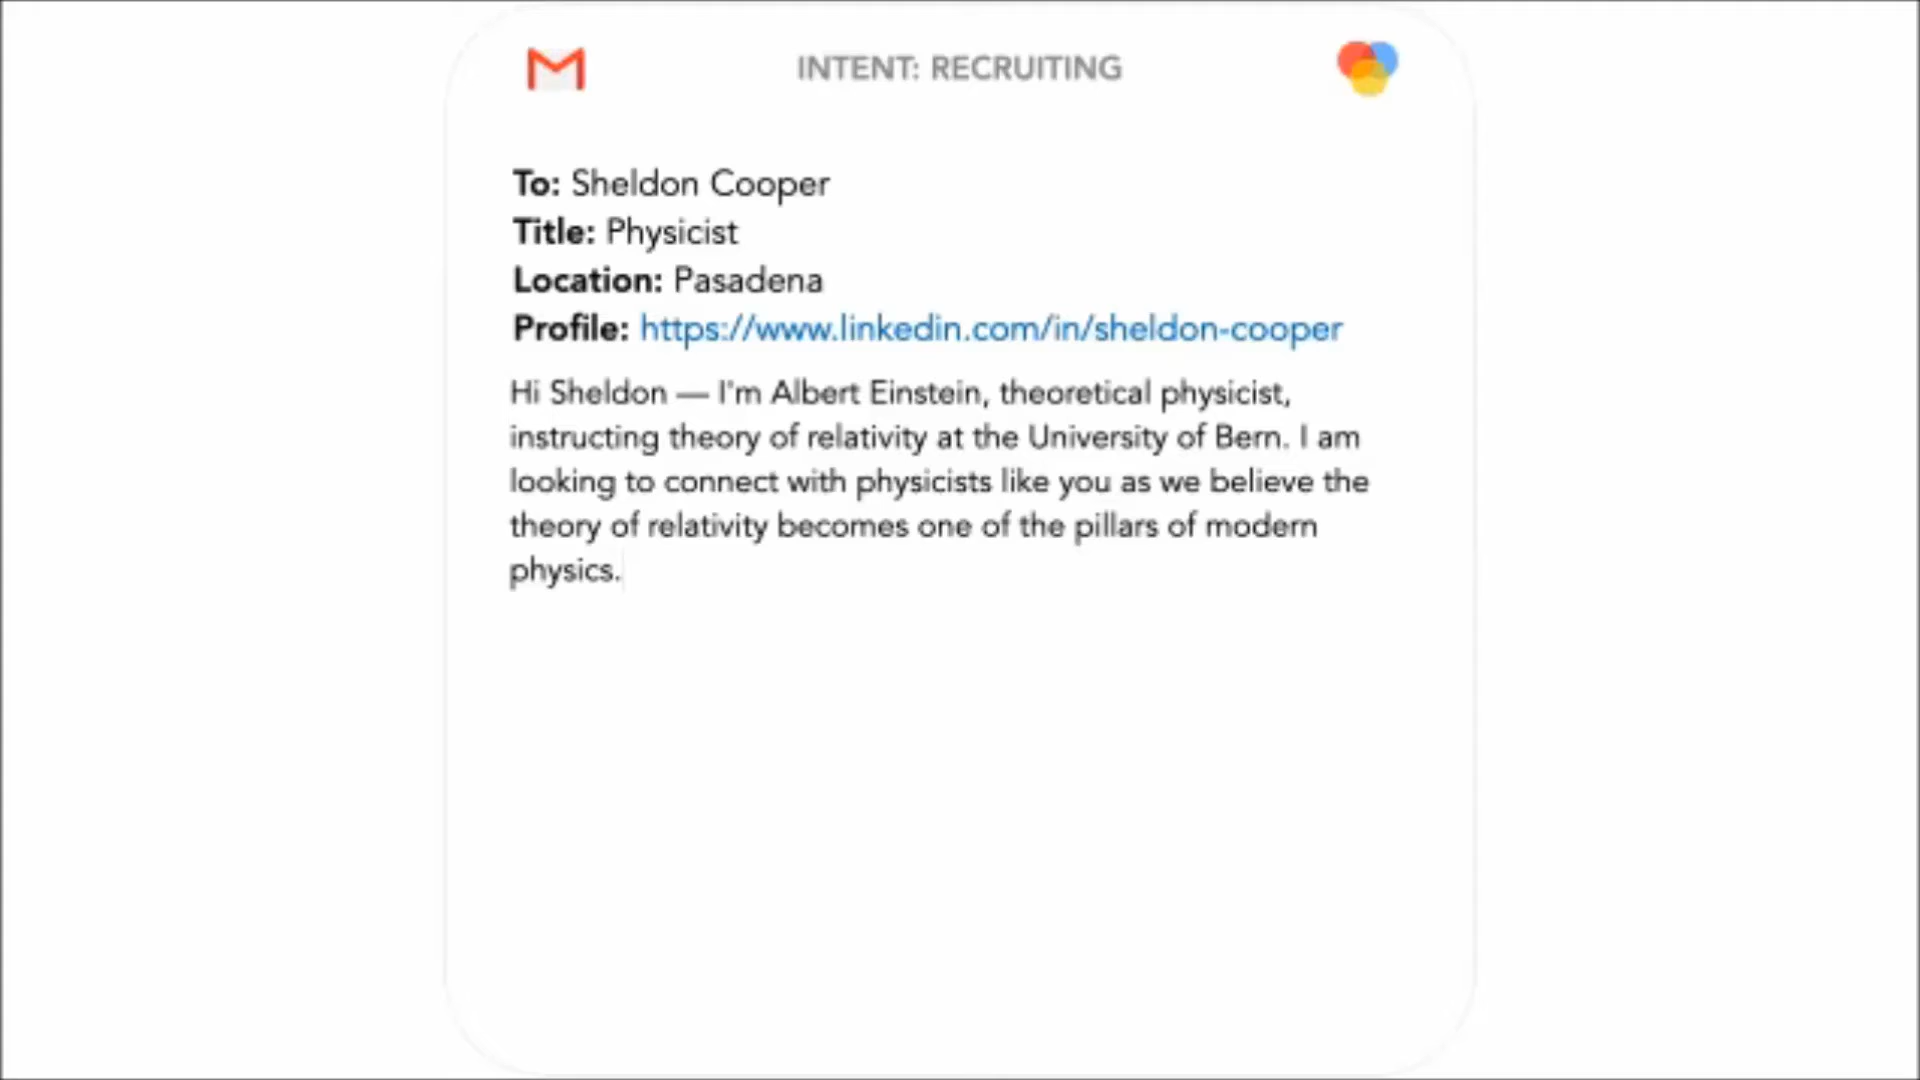 INTENT: RECRUITING
To: Sheldon Cooper
Title: Physicist
Location: Pasadena
Profile: https://www.linkedin.com/in/sheldon-cooper
Hi Sheldon — I'm Albert Einstein, theoretical physicist,
instructing theory of relativity at the University of Bern. I am
looking to connect with physicists like you as we believe the
theory of relativity becomes one of the pillars of modern
physics.